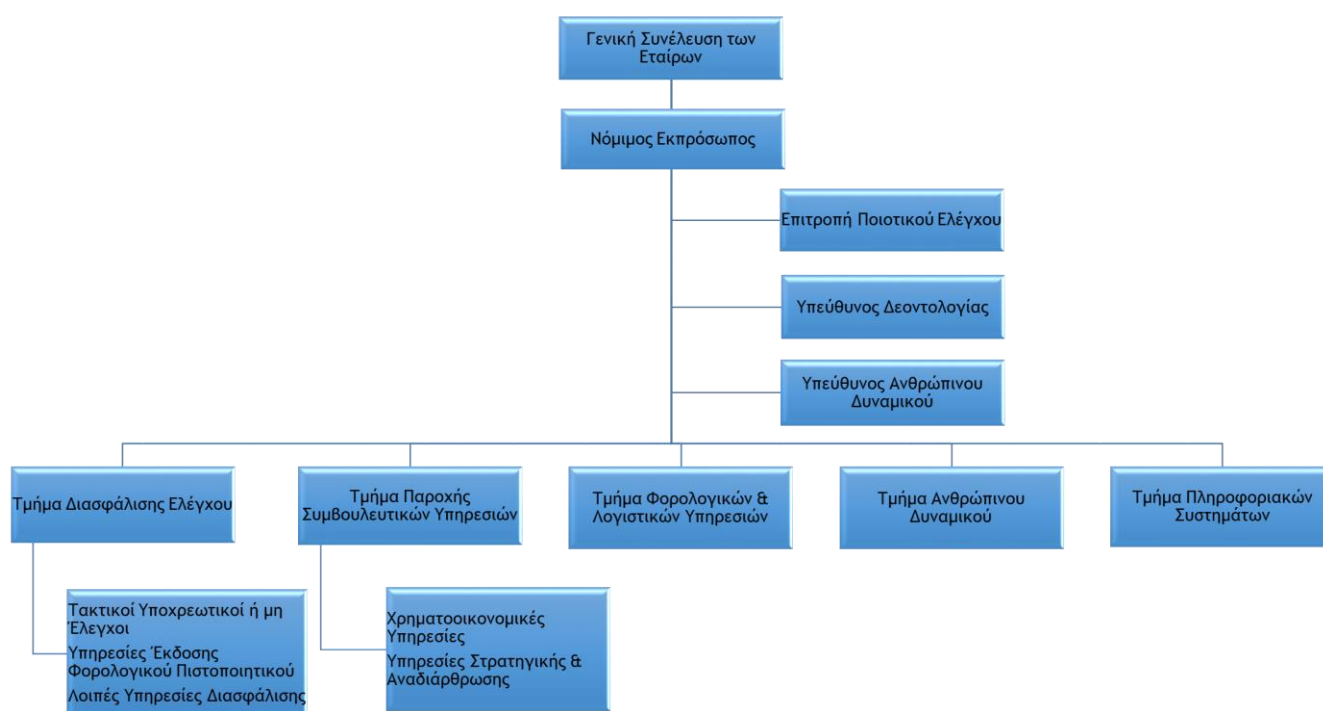 Γενική Συνέλευση των
Εταίρων
Νόμιμος Εκπρόσωπος
Επιτροπή Ποιοτικού Ελέγχου
Υπεύθυνος Δεοντολογίας
Υπεύθυνος Ανθρώπινου
Δυναμικού
Τμήμα Διασφάλισης Ελέγχου
Τμήμα Παροχής
Συμβουλευτικών Υπηρεσιών
Τμήμα Φορολογικών &
Λογιστικών Υπηρεσιών
Τμήμα Ανθρώπινου
Δυναμικού
Τμήμα Πληροφοριακών
Συστημάτων
Τακτικοί Υποχρεωτικοί ή μη
Έλεγχοι
Υπηρεσίες Έκδοσης
Φορολογικού Πιστοποιητικού
Λοιπές Υπηρεσίες Διασφάλισης
Χρηματοοικονομικές
Υπηρεσίες
Υπηρεσίες Στρατηγικής &
Αναδιάρθρωσης